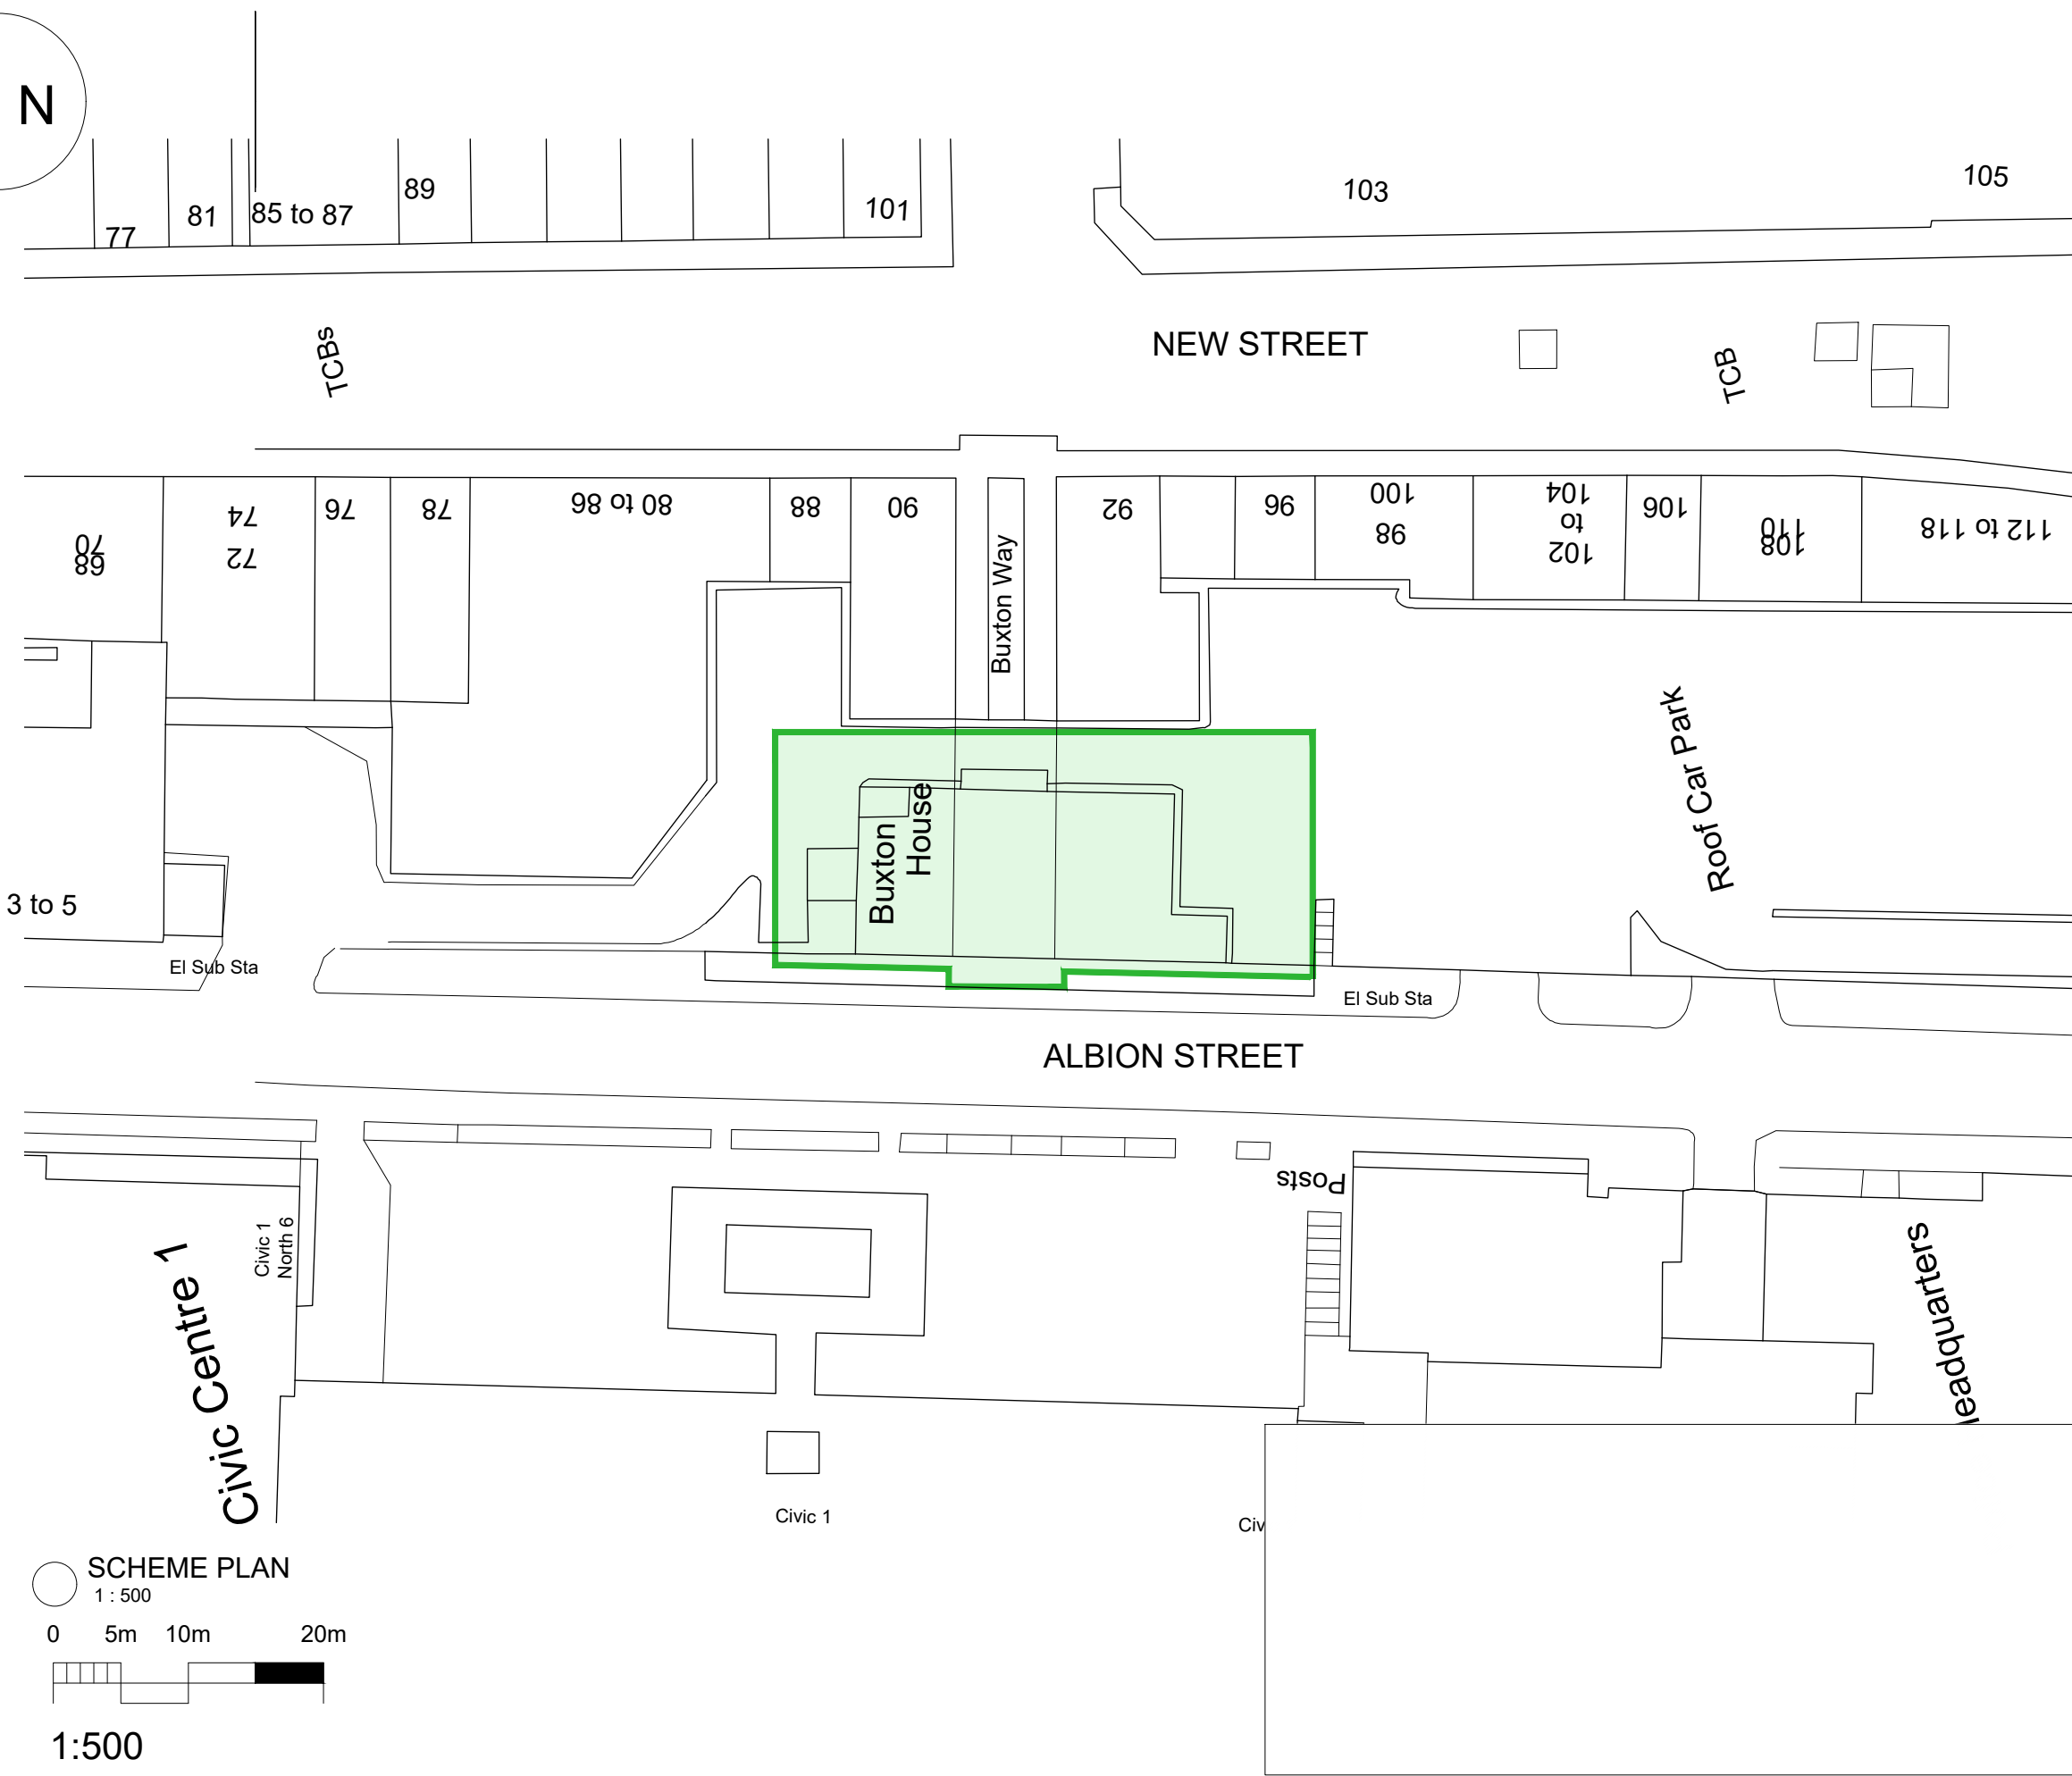 N
77
81
85 to 87
89
101
103
105
TCBs
NEW STREET
TCB
70
68
74
72
76
78
80 to 86
88
90
Buxton Way
92
96
100
98
104
to
102
106
110
108
112 to 118
Roof Car Park
Buxton
House
3 to 5
El Sub Sta
El Sub Sta
ALBION STREET
Posts
Civic 1
North 6
Civic Centre 1
eadquarters
Civic 1
Civ
SCHEME PLAN
1 : 500
0 5m 10m 20m
1:500